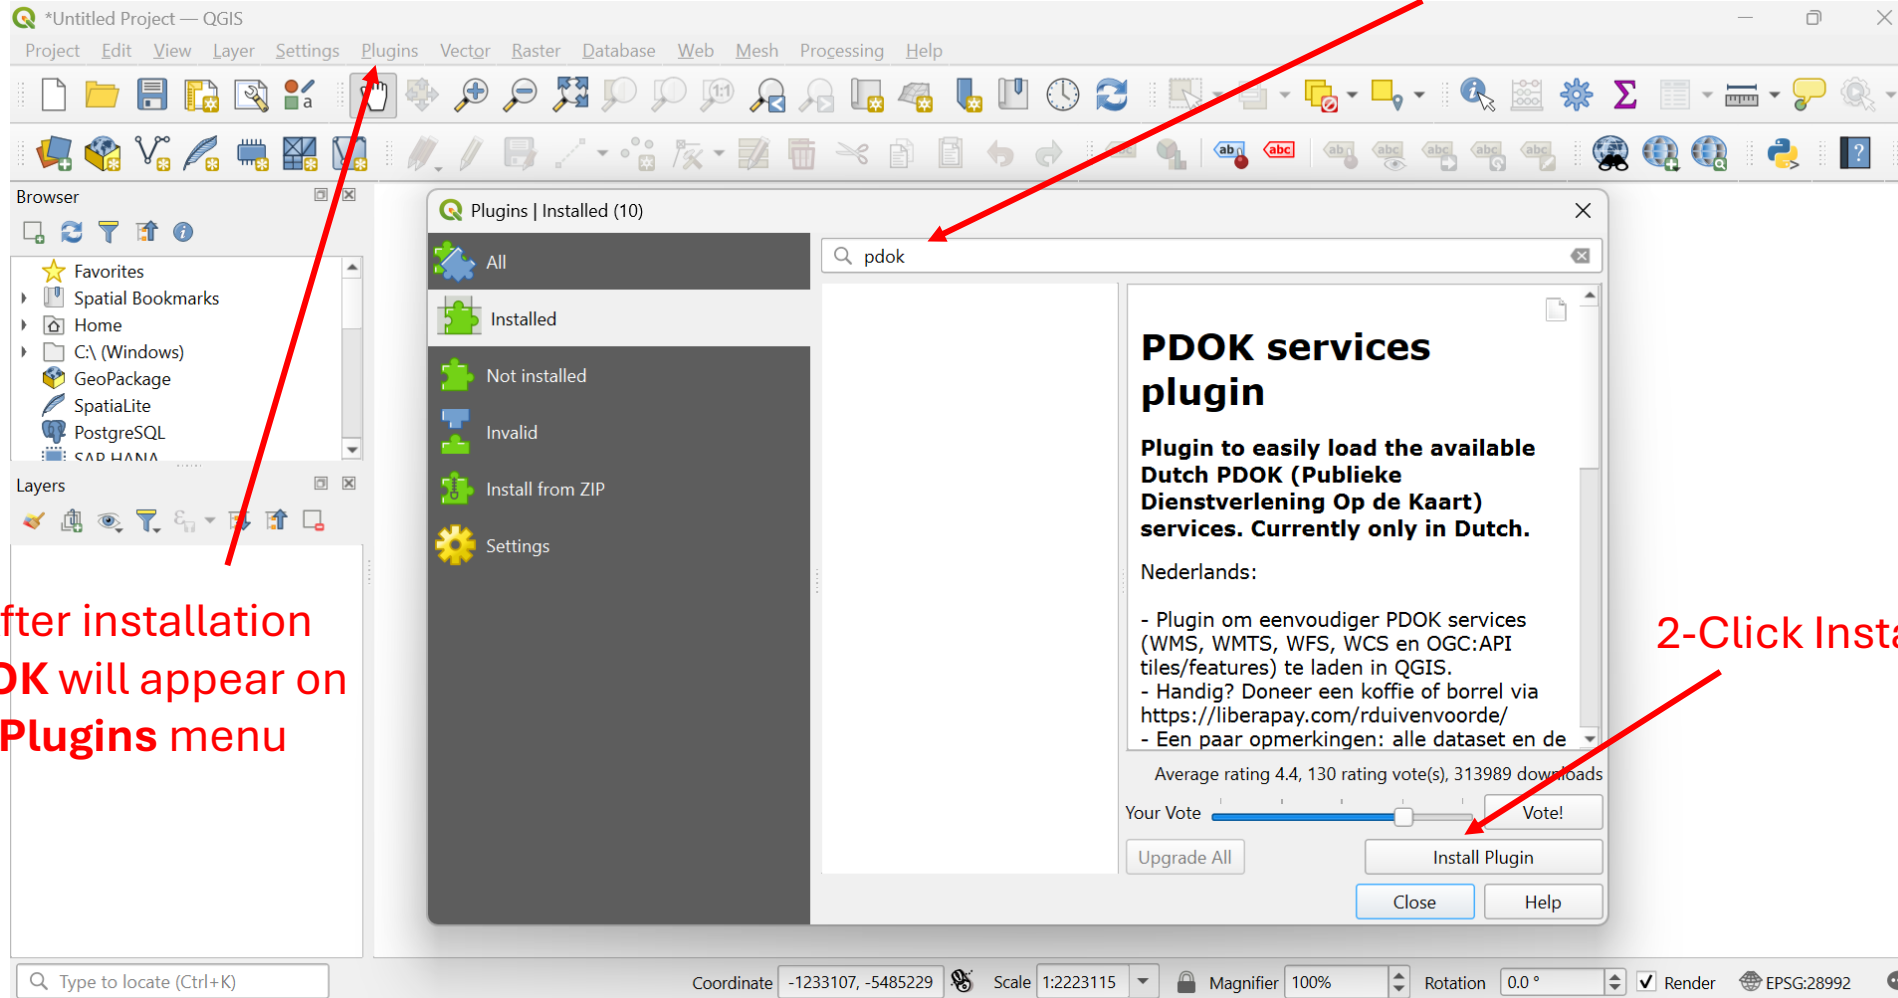 *Untitled Project — QGIS
Project Edit View Layer Settings Plugins Vector Raster Database Web Mesh Processing Help
Browser
Favorites
Spatial Bookmarks
Home
C:\ (Windows)
GeoPackage
SpatiaLite
PostgreSQL
SAP HANA
Layers
fter installation
OK will appear on
Plugins menu
Plugins | Installed (10)
All
Installed
Not installed
Invalid
Install from ZIP
Settings
pdok
PDOK services
plugin
Plugin to easily load the available
Dutch PDOK (Publieke
Dienstverlening Op de Kaart)
services. Currently only in Dutch.
Nederlands:
- Plugin om eenvoudiger PDOK services
(WMS, WMTS, WFS, WCS en OGC:API
tiles/features) te laden in QGIS.
- Handig? Doneer een koffie of borrel via
https://liberapay.com/rduivenvoorde/
- Een paar opmerkingen: alle dataset en de
Average rating 4.4, 130 rating vote(s), 313989 downloads
Your Vote Vote!
Upgrade All Install Plugin
Close Help
2-Click Insta
Type to locate (Ctrl+K)
Coordinate -1233107, -5485229 Scale 1:2223115 Magnifier 100% Rotation 0.0 ° Render EPSG:28992